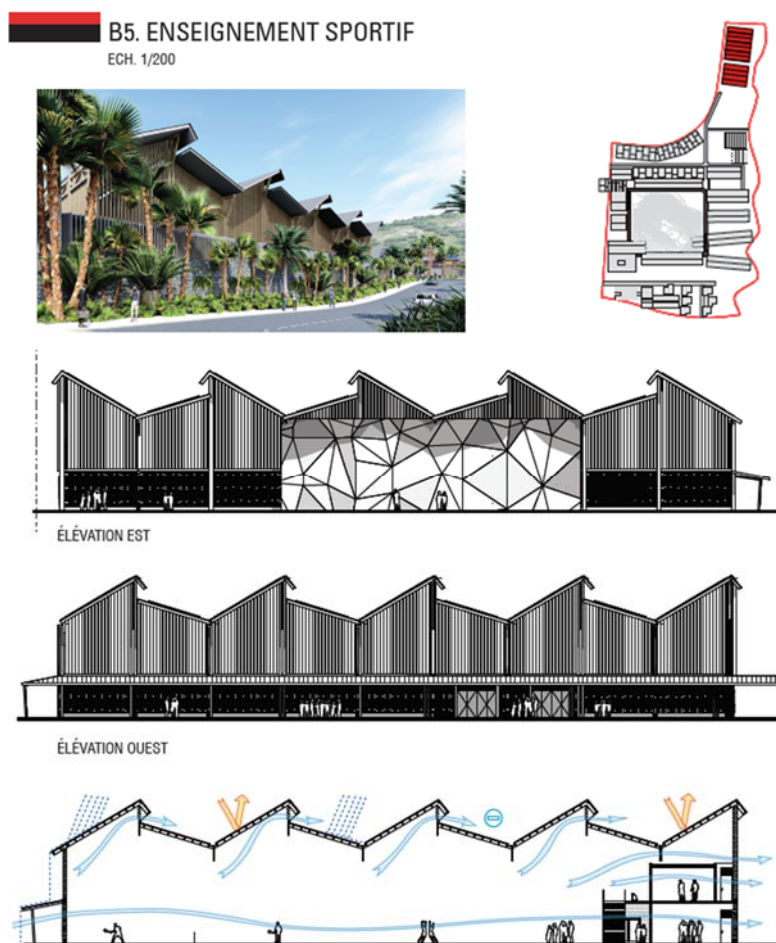 B5. ENSEIGNEMENT SPORTIF
ECH. 1/200
ÉLÉVATION EST
ÉLÉVATION OUEST